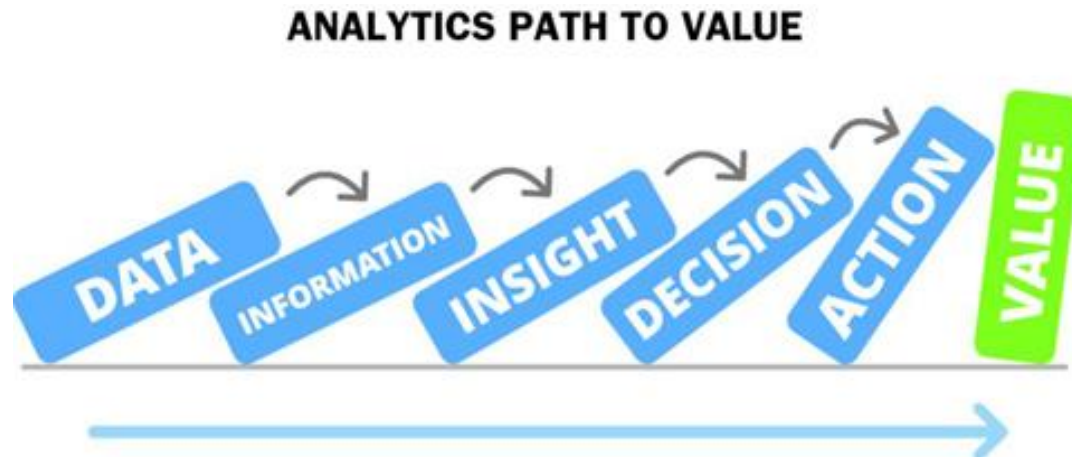 ANALYTICS PATH TO VALUE
DATA
INFORMATION
INSIGHT
DECISION
ACTION
VALUE